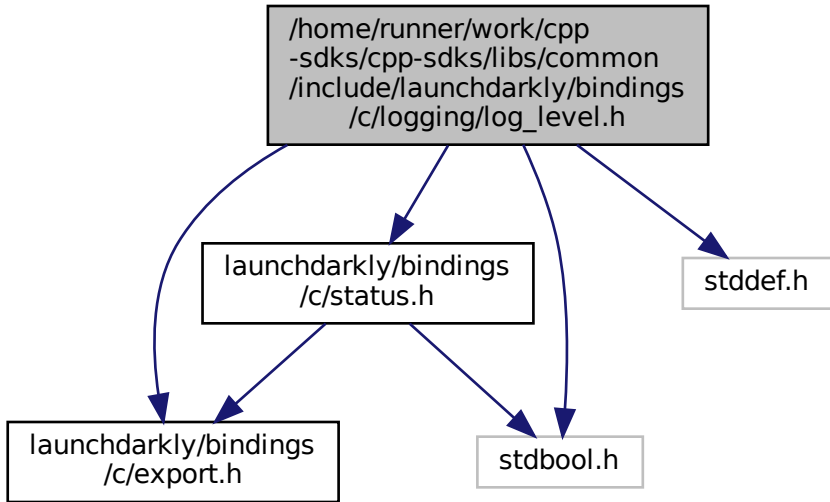 /home/runner/work/cpp
-sdks/cpp-sdks/libs/common
/include/launchdarkly/bindings
/c/logging/log_level.h
launchdarkly/bindings
/c/status.h
stddef.h
launchdarkly/bindings
/c/export.h
stdbool.h